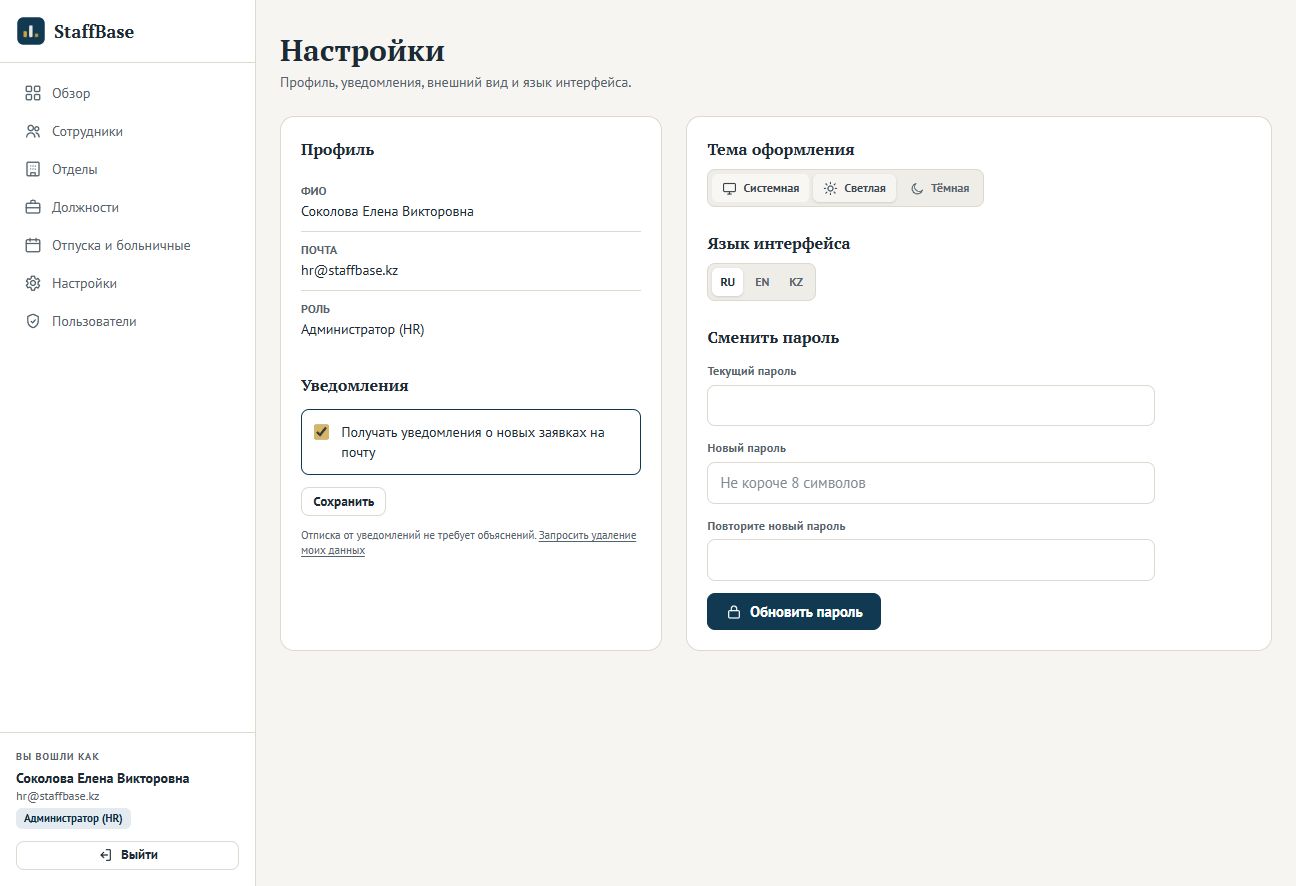 StaffBase
Обзор
Сотрудники
Отделы
Должности
Отпуска и больничные
Настройки
Пользователи
ВЫ ВОШЛИ КАК
Соколова Елена Викторовна
hr@staffbase.kz
Администратор (HR)
Выйти
Настройки
Профиль, уведомления, внешний вид и язык интерфейса.
Профиль
ФИО
Соколова Елена Викторовна
ПОЧТА
hr@staffbase.kz
РОЛЬ
Администратор (HR)
Уведомления
Получать уведомления о новых заявках на
почту
Сохранить
Отписка от уведомлений не требует объяснений. Запросить удаление
моих данных
Тема оформления
Системная Светлая Тёмная
Язык интерфейса
RU EN KZ
Сменить пароль
Текущий пароль
Новый пароль
Не короче 8 символов
Повторите новый пароль
Обновить пароль